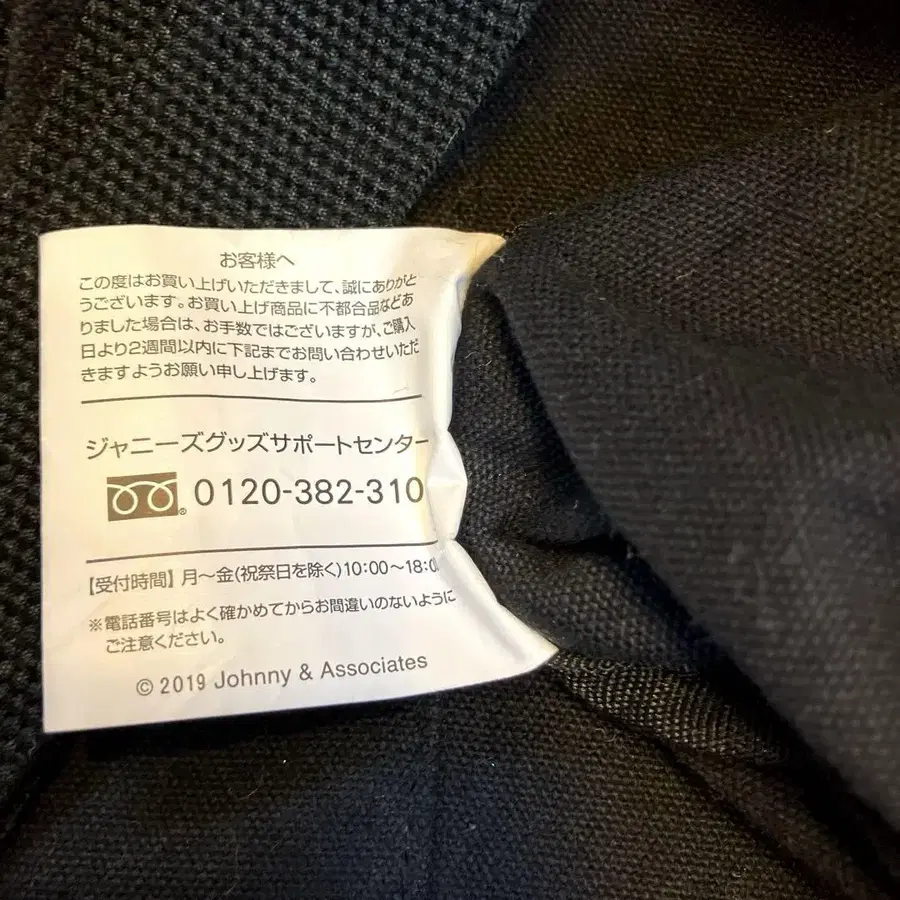 お客様へ
この度はお買い上げいただきまして、誠にありがと
うございます。お買い上げ商品に不都合品などあ
りました場合は、お手数ではございますが、ご購入
日より2週間以内に下記までお問い合わせいただ
きますようお願い申し上げます。
ジャニーズグッズサポートセンター
® 0120-382-310
【受付時間】月〜金(祝祭日を除く)10:00〜18:0
※電話番号はよく確かめてからお間違いのないように
ご注意ください。
© 2019 Johnny & Associates